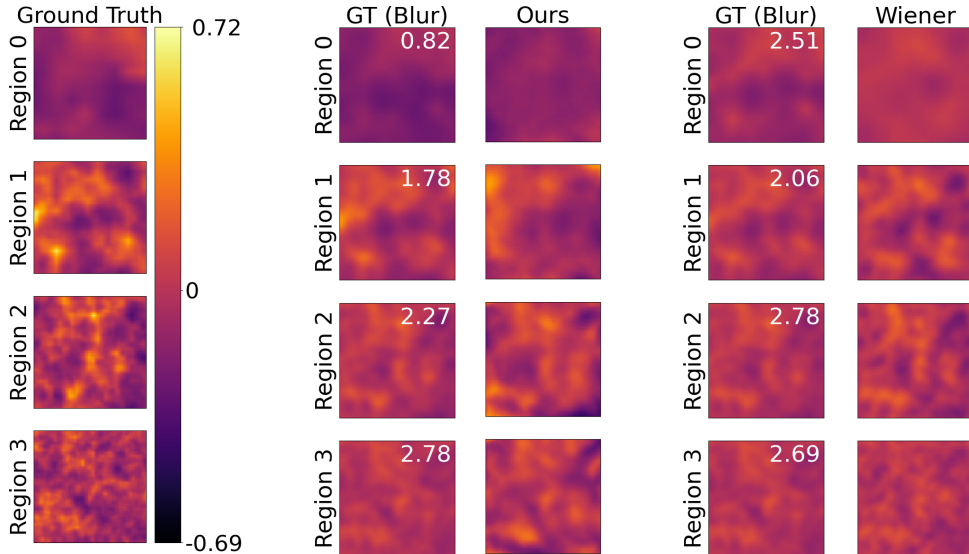 Ground Truth
GT (Blur)
Ours
GT (Blur)
Wiener
0.72
0
-0.69
Region 0
Region 1
Region 2
Region 3
Region 0
0.82
Region 1
1.78
Region 2
2.27
Region 3
2.78
Region 0
2.51
Region 1
2.06
Region 2
2.78
Region 3
2.69